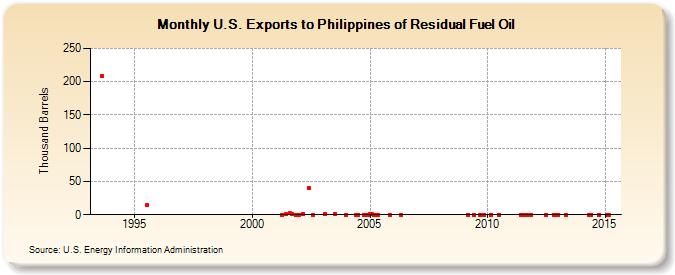 Monthly U.S. Exports to Philippines of Residual Fuel Oil
Thousand Barrels
250
200
150
100
50
0
1995 2000 2005 2010 2015
Source: U.S. Energy Information Administration